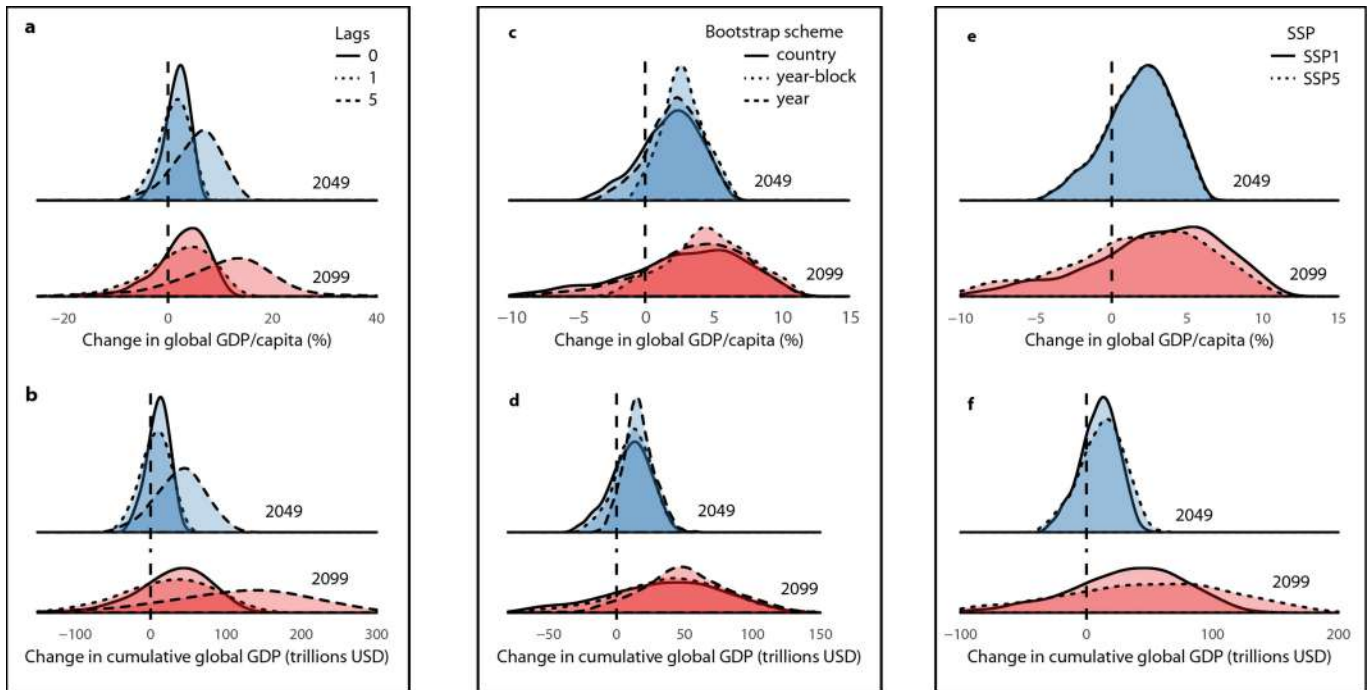 a
Lags
0
1
5
2049
2099
−20
0
20
40
Change in global GDP/capita (%)
b
2049
2099
−100
0
100
200
300
Change in cumulative global GDP (trillions USD)
c
Bootstrap scheme
country
year-block
year
2049
2099
−10
−5
0
5
10
15
Change in global GDP/capita (%)
d
2049
2099
−50
0
50
100
150
Change in cumulative global GDP (trillions USD)
e
SSP
SSP1
SSP5
2049
2099
−10
−5
0
5
10
15
Change in global GDP/capita (%)
f
2049
2099
−100
0
100
200
Change in cumulative global GDP (trillions USD)